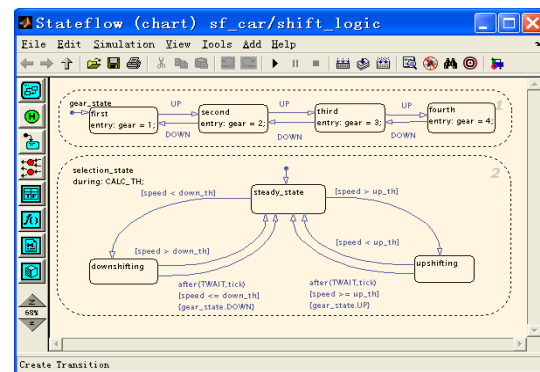 Stateflow (chart) sf_car/shift_logic
File Edit Simulation View Tools Add Help
gear_state
1
first
entry: gear = 1;
UP
DOWN
second
entry: gear = 2;
UP
DOWN
third
entry: gear = 3;
UP
DOWN
fourth
entry: gear = 4;
selection_state
during: CALC_TH;
2
[speed < down_th]
steady_state
[speed > up_th]
[speed > down_th]
[speed < up_th]
downshifting
upshifting
after(TWAIT,tick)
[speed <= down_th]
{gear_state.DOWN}
after(TWAIT,tick)
[speed >= up_th]
{gear_state.UP}
68%
Create Transition